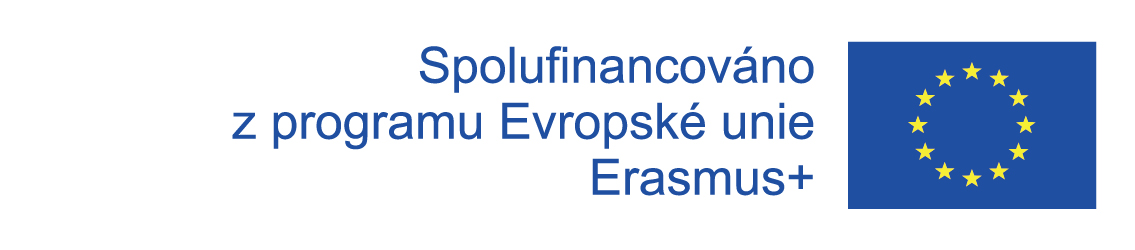 Spolufinancováno
z programu Evropské unie
Erasmus+